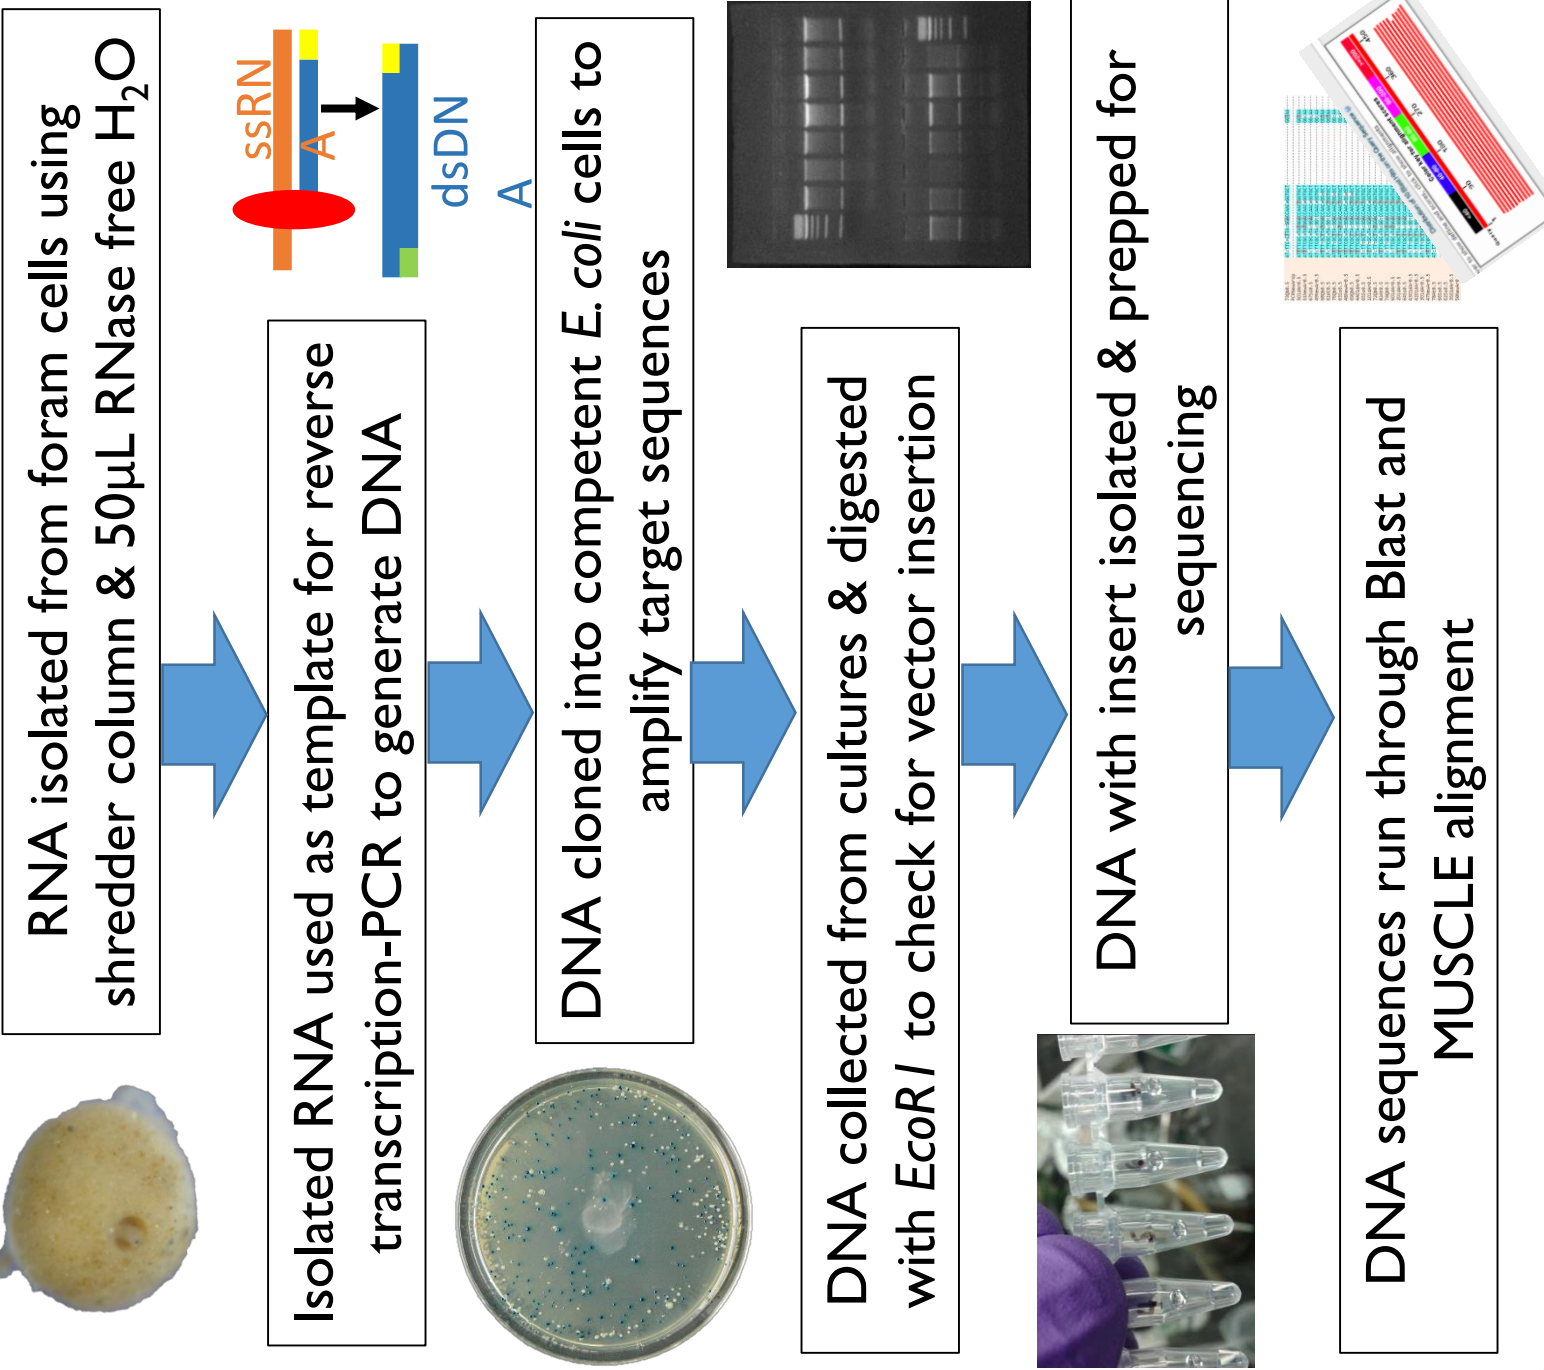 RNA isolated from foram cells using
shredder column & 50µL RNase free H₂O
ssRN
A
dsDN
A
Isolated RNA used as template for reverse
transcription-PCR to generate DNA
DNA cloned into competent E. coli cells to
amplify target sequences
DNA collected from cultures & digested
with EcoR1 to check for vector insertion
DNA with insert isolated & prepped for
sequencing
DNA sequences run through Blast and
MUSCLE alignment